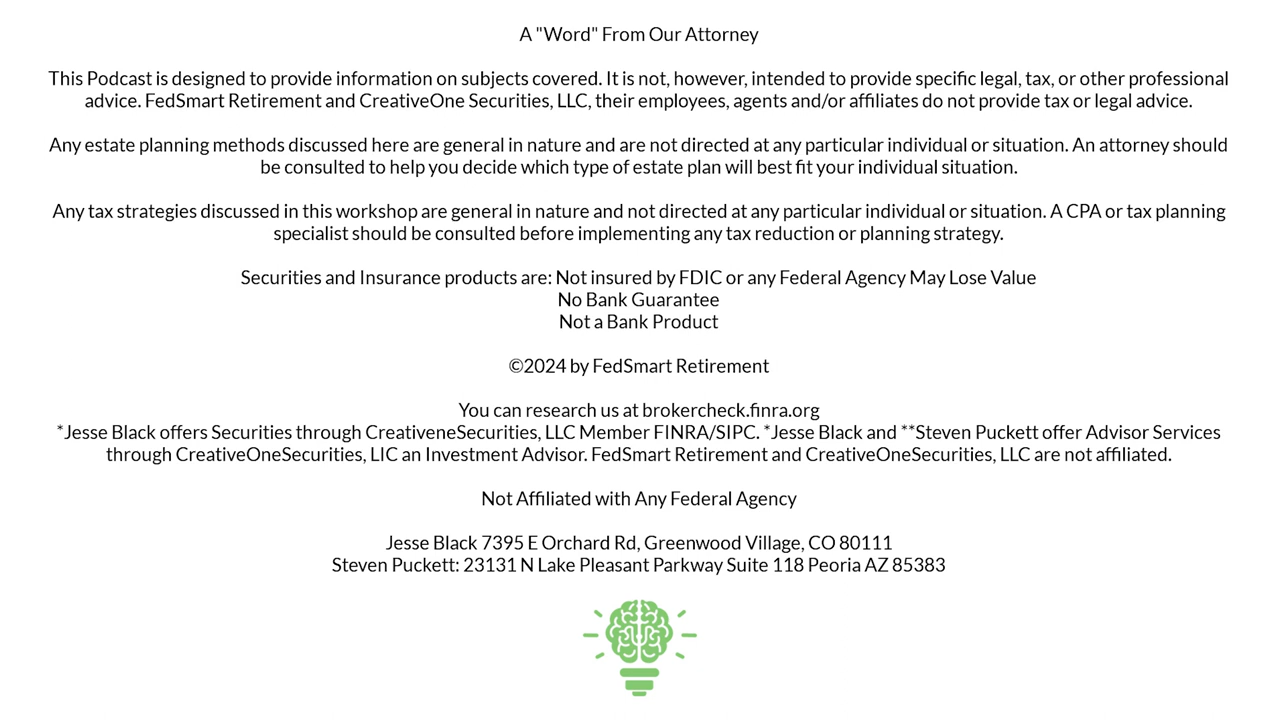 A "Word" From Our Attorney
This Podcast is designed to provide information on subjects covered. It is not, however, intended to provide specific legal, tax, or other professional
advice. FedSmart Retirement and CreativeOne Securities, LLC, their employees, agents and/or affiliates do not provide tax or legal advice.
Any estate planning methods discussed here are general in nature and are not directed at any particular individual or situation. An attorney should
be consulted to help you decide which type of estate plan will best fit your individual situation.
Any tax strategies discussed in this workshop are general in nature and not directed at any particular individual or situation. A CPA or tax planning
specialist should be consulted before implementing any tax reduction or planning strategy.
Securities and Insurance products are: Not insured by FDIC or any Federal Agency May Lose Value
No Bank Guarantee
Not a Bank Product
©2024 by FedSmart Retirement
You can research us at brokercheck.finra.org
*Jesse Black offers Securities through CreativeneSecurities, LLC Member FINRA/SIPC. *Jesse Black and **Steven Puckett offer Advisor Services
through CreativeOneSecurities, LIC an Investment Advisor. FedSmart Retirement and CreativeOneSecurities, LLC are not affiliated.
Not Affiliated with Any Federal Agency
Jesse Black 7395 E Orchard Rd, Greenwood Village, CO 80111
Steven Puckett: 23131 N Lake Pleasant Parkway Suite 118 Peoria AZ 85383